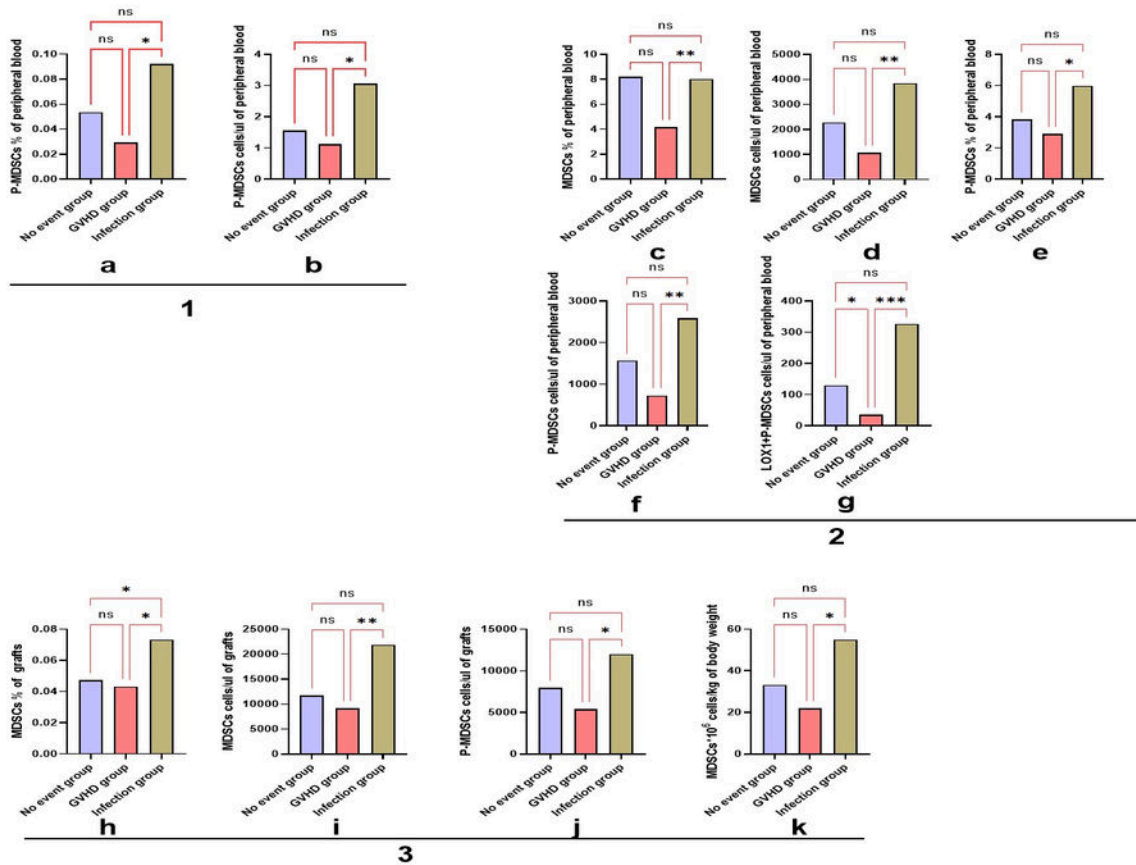 ns
ns
*
P-MDSCs % of peripheral blood
0.10
0.08
0.06
0.04
0.02
0.00
No event group
GVHD group
Infection group
a
ns
ns
*
P-MDSCs cells/ul of peripheral blood
4
3
2
1
0
No event group
GVHD group
Infection group
b
1
ns
ns
**
MDSCs % of peripheral blood
10
8
6
4
2
0
No event group
GVHD group
Infection group
c
ns
ns
**
MDSCs cells/ul of peripheral blood
5000
4000
3000
2000
1000
0
No event group
GVHD group
Infection group
d
ns
ns
*
P-MDSCs % of peripheral blood
8
6
4
2
0
No event group
GVHD group
Infection group
e
ns
ns
**
P-MDSCs cells/ul of peripheral blood
3000
2000
1000
0
No event group
GVHD group
Infection group
f
ns
*
***
LOX1+P-MDSCs cells/ul of peripheral blood
400
300
200
100
0
No event group
GVHD group
Infection group
g
2
*
ns
*
MDSCs % of grafts
0.08
0.06
0.04
0.02
0.00
No event group
GVHD group
Infection group
h
ns
ns
**
MDSCs cells/ul of grafts
25000
20000
15000
10000
5000
0
No event group
GVHD group
Infection group
i
ns
ns
*
P-MDSCs cells/ul of grafts
15000
10000
5000
0
No event group
GVHD group
Infection group
j
ns
ns
*
MDSCs*10⁶ cells/kg of body weight
60
40
20
0
No event group
GVHD group
Infection group
k
3